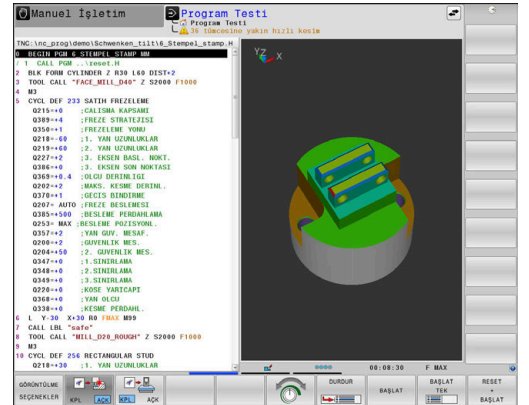 Manuel İşletim
Program Testi
Program Testi
36 tümcesine yakın hızlı kesim
TNC:\nc_prog\demo\Schwenken_tilt\6_Stempel_stamp.H
0 BEGIN PGM 6_STEMPEL_STAMP MM
/ 1 CALL PGM ..\reset.H
2 BLK FORM CYLINDER Z R30 L60 DIST+2
3 TOOL CALL "FACE_MILL_D40" Z S2000 F1000
4 M3
5 CYCL DEF 233 SATIH FREZELEME
Q215=+0 ;CALISMA KAPSAMI
Q389=+4 ;FREZE STRATEJISI
Q350=+1 ;FREZELEME YONU
Q218=-60 ;1. YAN UZUNLUKLAR
Q219=+60 ;2. YAN UZUNLUKLAR
Q227=+2 ;3. EKSEN BASL. NOKT.
Q386=+0 ;3. EKSEN SON NOKTASI
Q369=+0.4 ;OLCU DERINLIGI
Q202=+2 ;MAKS. KESME DERINL.
Q370=+1 ;GECIS BINDIRME
Q207= AUTO ;FREZE BESLEMESI
Q385=+500 ;BESLEME PERDAHLAMA
Q253= MAX ;BESLEME POZISYONL.
Q357=+2 ;YAN GUV. MESAF.
Q200=+2 ;GUVENLIK MES.
Q204=+50 ;2. GUVENLIK MES.
Q347=+0 ;1.SINIRLAMA
Q348=+0 ;2.SINIRLAMA
Q349=+0 ;3.SINIRLAMA
Q220=+0 ;KOSE YARICAPI
Q368=+0 ;YAN OLCU
Q338=+0 ;KESME PERDAHL.
6 L Y-30 X+30 R0 FMAX M99
7 CALL LBL "safe"
8 TOOL CALL "MILL_D20_ROUGH" Z S2000 F1000
9 M3
10 CYCL DEF 256 RECTANGULAR STUD
Q218=+30 ;1. YAN UZUNLUKLAR
YZ X
00:08:30 F MAX
GÖRÜNTÜLME
SEÇENEKLER
KPL AÇK
KPL AÇK
DURDUR
BAŞLAT
BAŞLAT
TEK
RESET
+
BAŞLAT